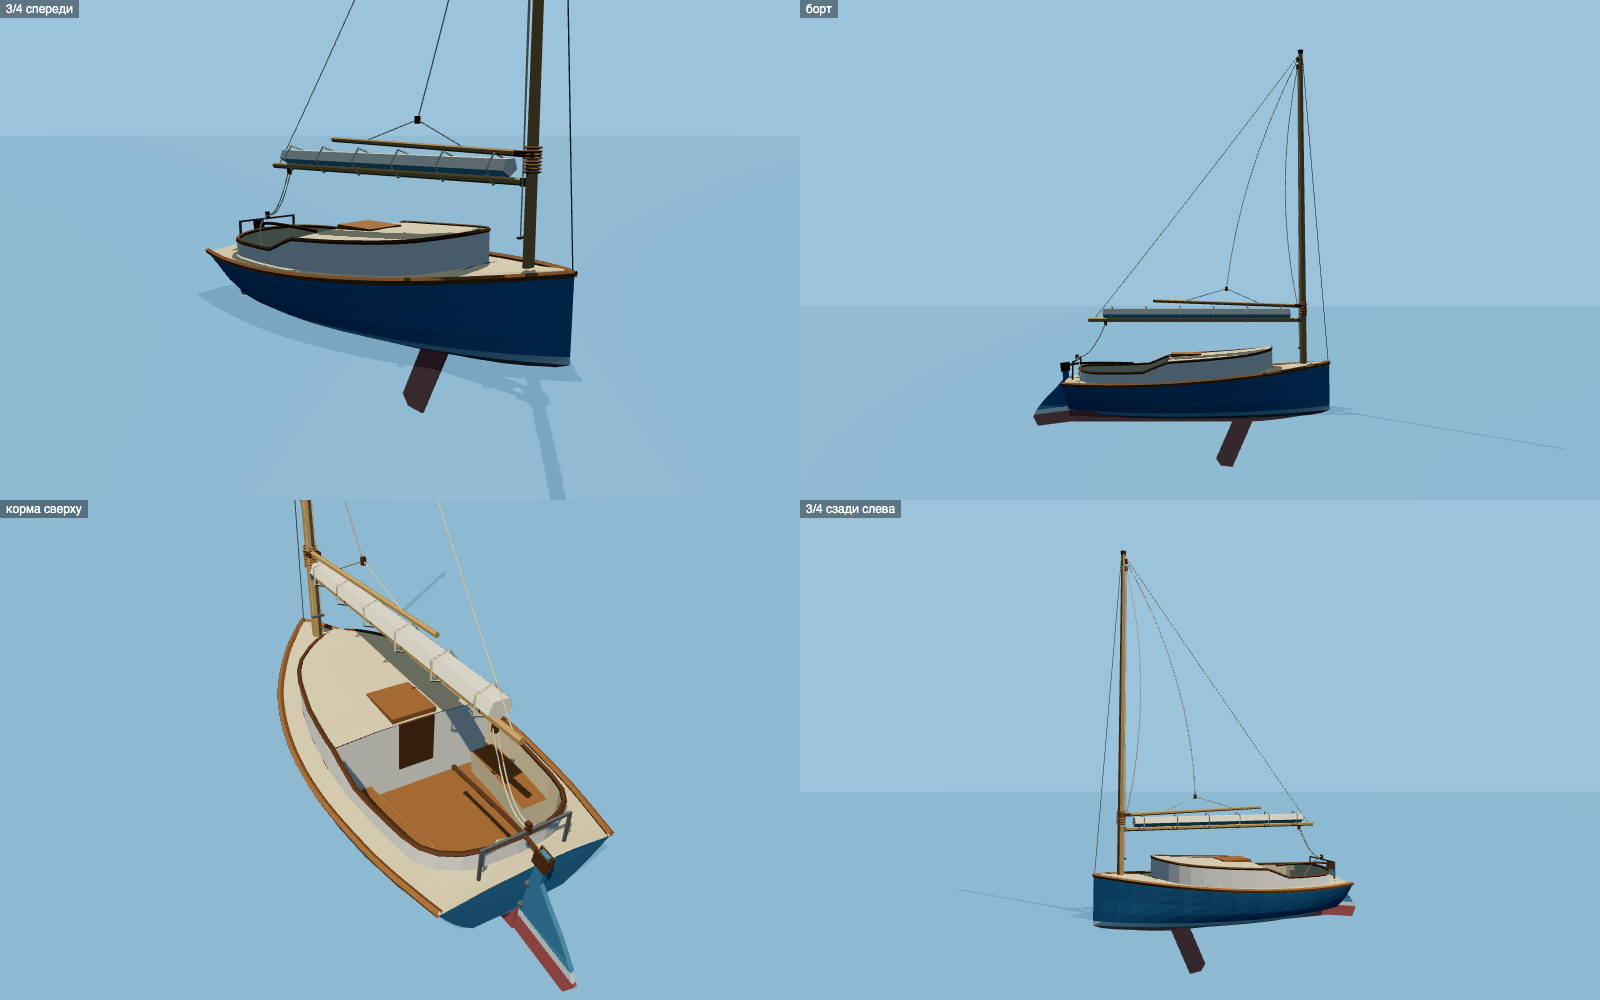 3/4 спереди
борт
корма сверху
3/4 сзади слева